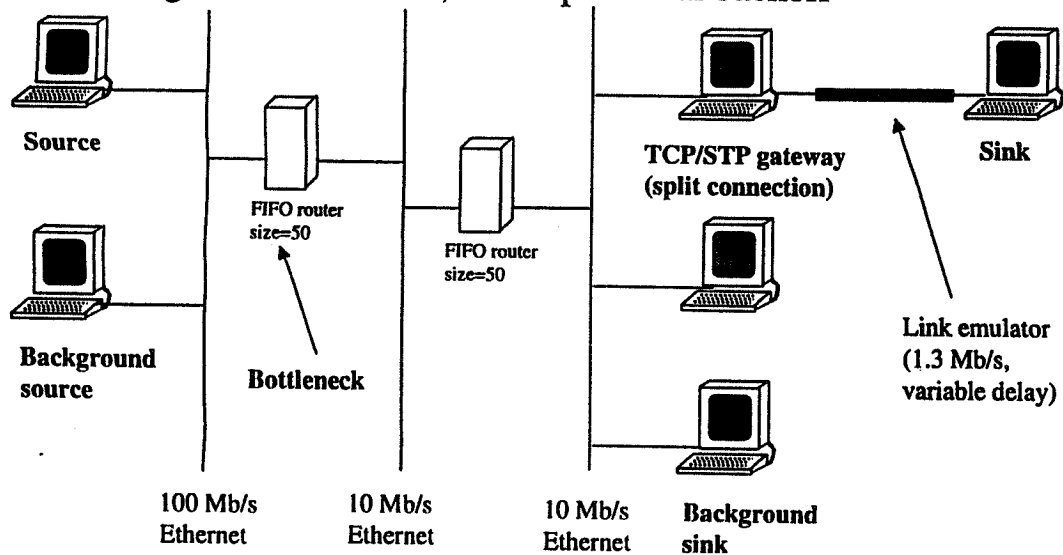 Source
FIFO router
size=50
FIFO router
size=50
TCP/STP gateway
(split connection)
Sink
Background
source
Bottleneck
Link emulator
(1.3 Mb/s,
variable delay)
100 Mb/s
Ethernet
10 Mb/s
Ethernet
10 Mb/s
Ethernet
Background
sink